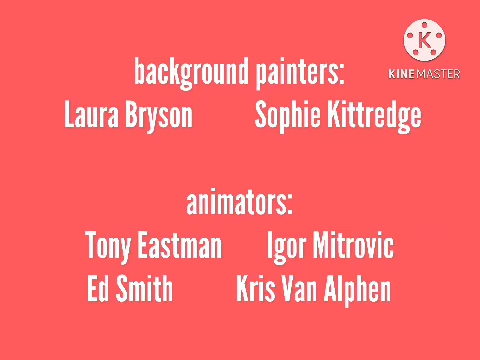 KINEMASTER
background painters:
Laura Bryson Sophie Kittredge
animators:
Tony Eastman Igor Mitrovic
Ed Smith Kris Van Alphen